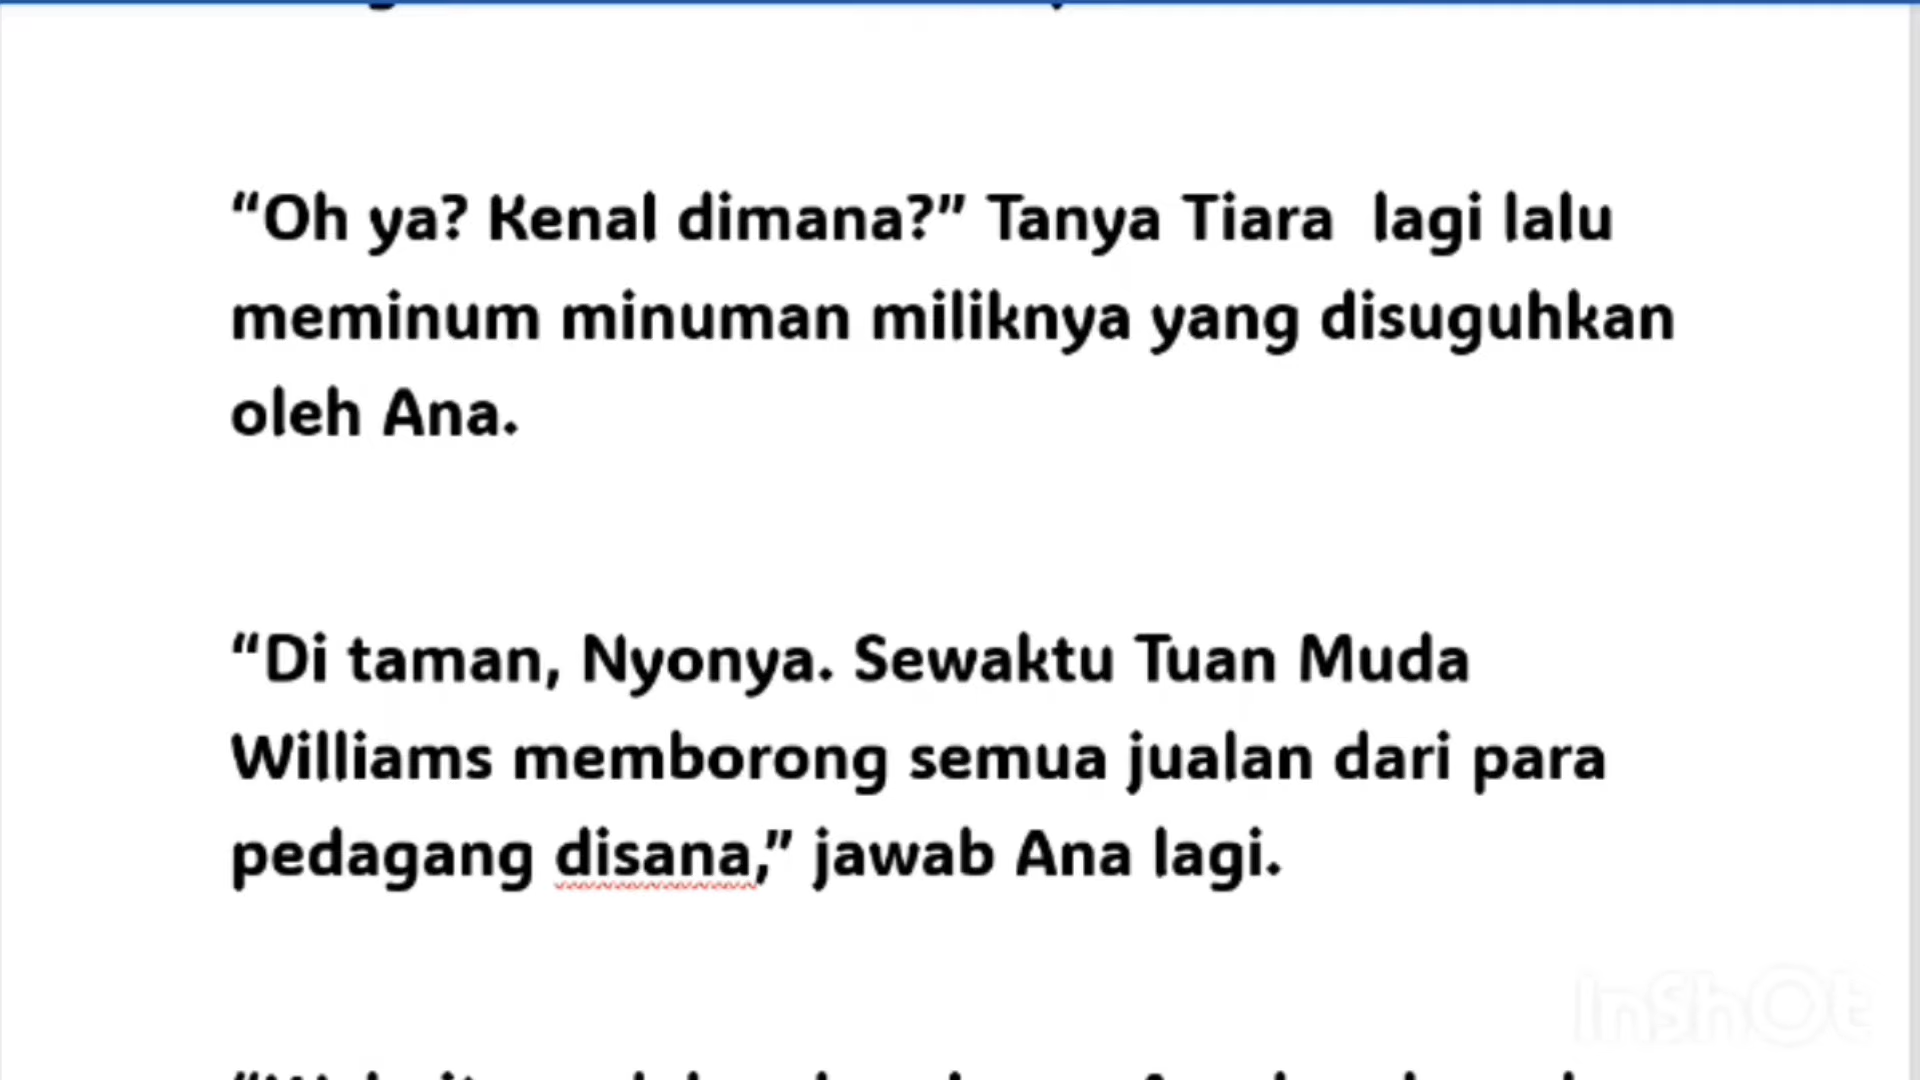 “Oh ya? Kenal dimana?” Tanya Tiara  lagi lalu
meminum minuman miliknya yang disuguhkan
oleh Ana.
“Di taman, Nyonya. Sewaktu Tuan Muda
Williams memborong semua jualan dari para
pedagang disana,” jawab Ana lagi.
InShOt